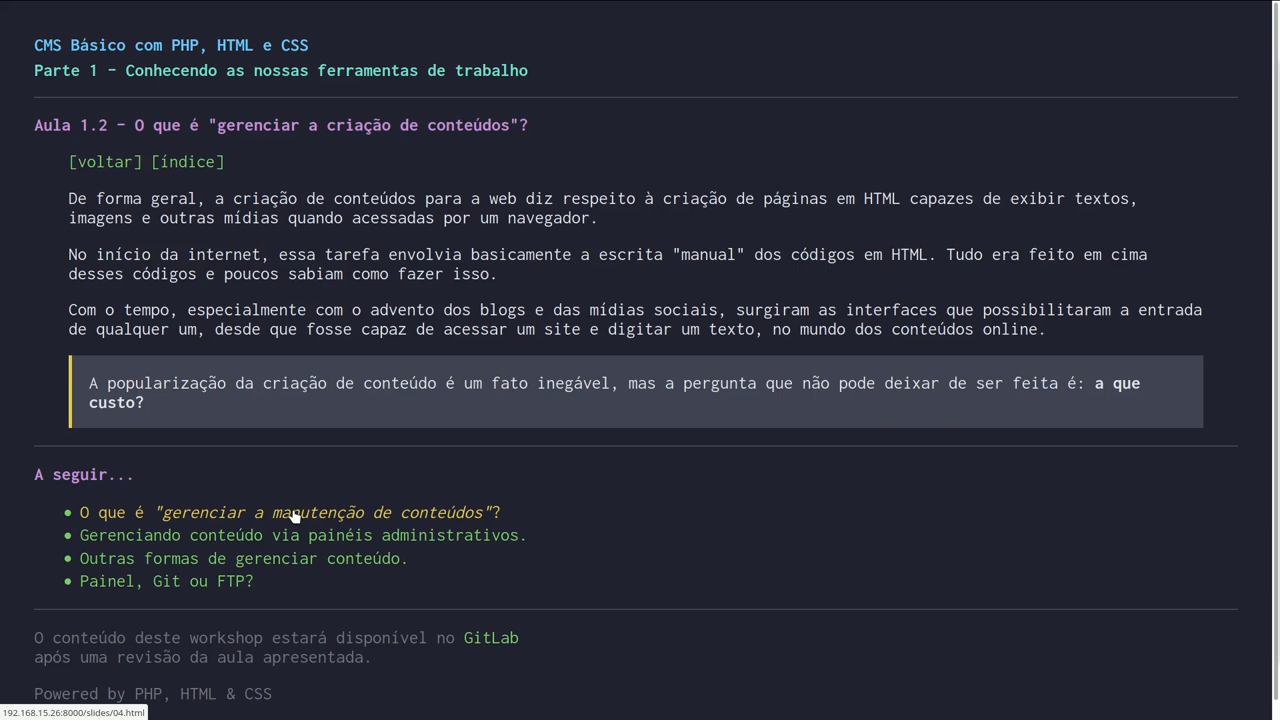 CMS Básico com PHP, HTML e CSS
Parte 1 - Conhecendo as nossas ferramentas de trabalho
Aula 1.2 - O que é "gerenciar a criação de conteúdos"?
[voltar] [índice]
De forma geral, a criação de conteúdos para a web diz respeito à criação de páginas em HTML capazes de exibir textos,
imagens e outras mídias quando acessadas por um navegador.
No início da internet, essa tarefa envolvia basicamente a escrita "manual" dos códigos em HTML. Tudo era feito em cima
desses códigos e poucos sabiam como fazer isso.
Com o tempo, especialmente com o advento dos blogs e das mídias sociais, surgiram as interfaces que possibilitaram a entrada
de qualquer um, desde que fosse capaz de acessar um site e digitar um texto, no mundo dos conteúdos online.
A popularização da criação de conteúdo é um fato inegável, mas a pergunta que não pode deixar de ser feita é: a que
custo?
A seguir...
• O que é "gerenciar a manutenção de conteúdos"?
• Gerenciando conteúdo via painéis administrativos.
• Outras formas de gerenciar conteúdo.
• Painel, Git ou FTP?
O conteúdo deste workshop estará disponível no GitLab
após uma revisão da aula apresentada.
Powered by PHP, HTML & CSS
192.168.15.26:8000/slides/04.html